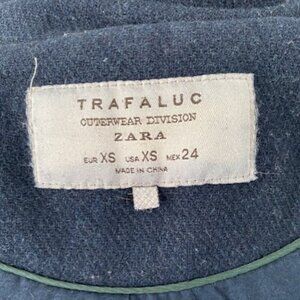 TRAFALUC
OUTERWEAR DIVISION
ZARA
EUR XS USA XS MEX 24
MADE IN CHINA